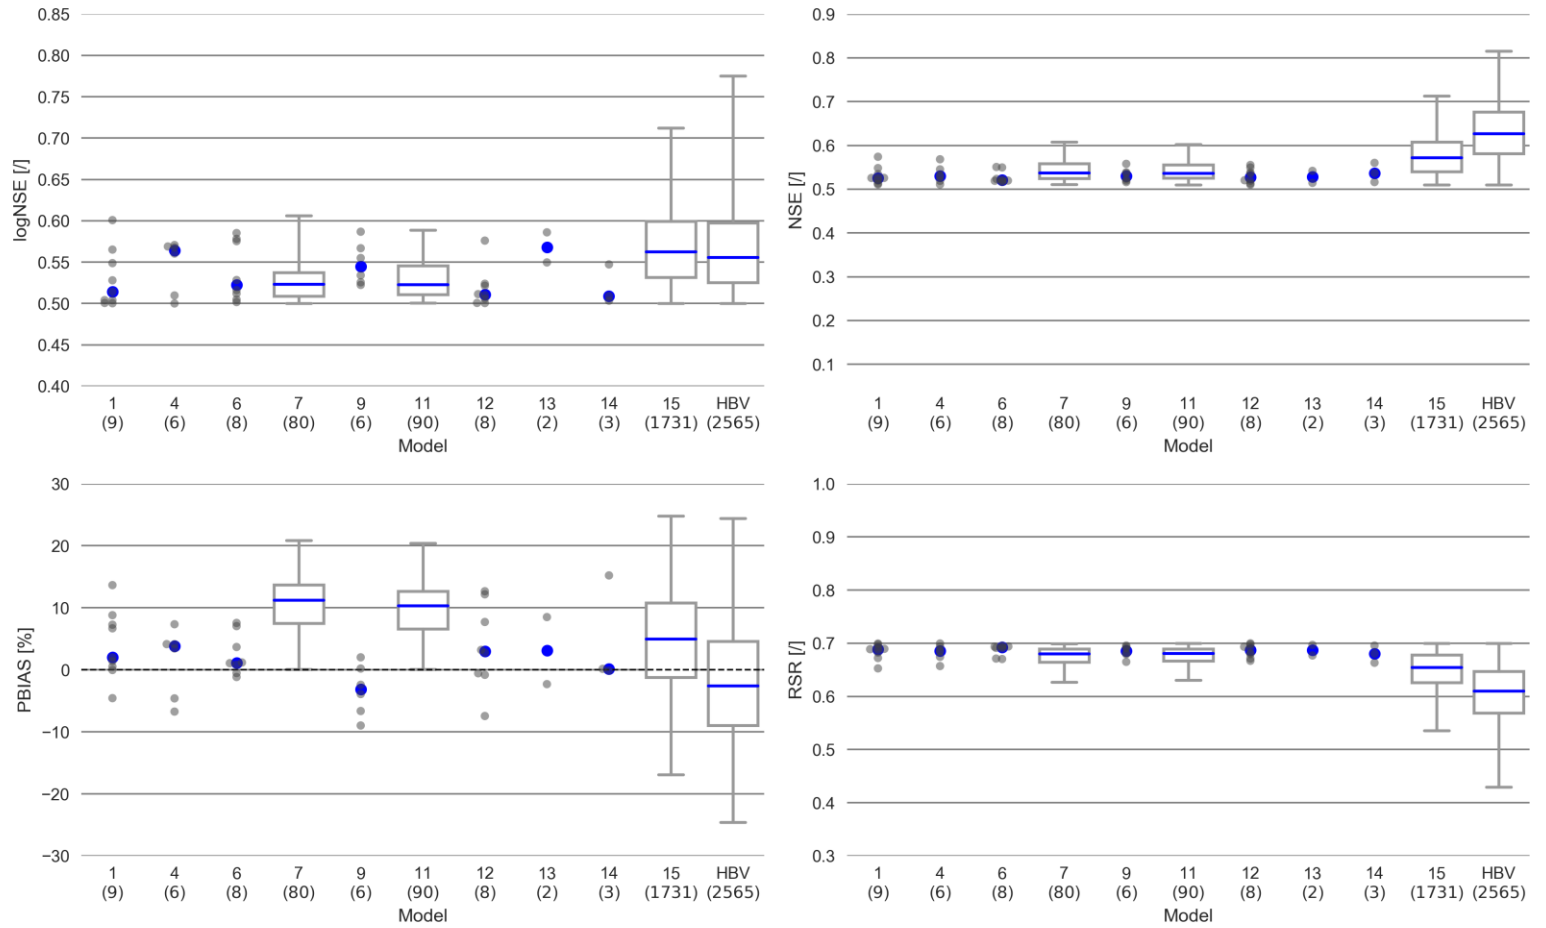 logNSE [/]
0.85
0.80
0.75
0.70
0.65
0.60
0.55
0.50
0.45
0.40
1 4 6 7 9 11 12 13 14 15 HBV
(9) (6) (8) (80) (6) (90) (8) (2) (3) (1731) (2565)
Model
NSE [/]
0.9
0.8
0.7
0.6
0.5
0.4
0.3
0.2
0.1
1 4 6 7 9 11 12 13 14 15 HBV
(9) (6) (8) (80) (6) (90) (8) (2) (3) (1731) (2565)
Model
PBIAS [%]
30
20
10
0
−10
−20
−30
1 4 6 7 9 11 12 13 14 15 HBV
(9) (6) (8) (80) (6) (90) (8) (2) (3) (1731) (2565)
Model
RSR [/]
1.0
0.9
0.8
0.7
0.6
0.5
0.4
0.3
1 4 6 7 9 11 12 13 14 15 HBV
(9) (6) (8) (80) (6) (90) (8) (2) (3) (1731) (2565)
Model